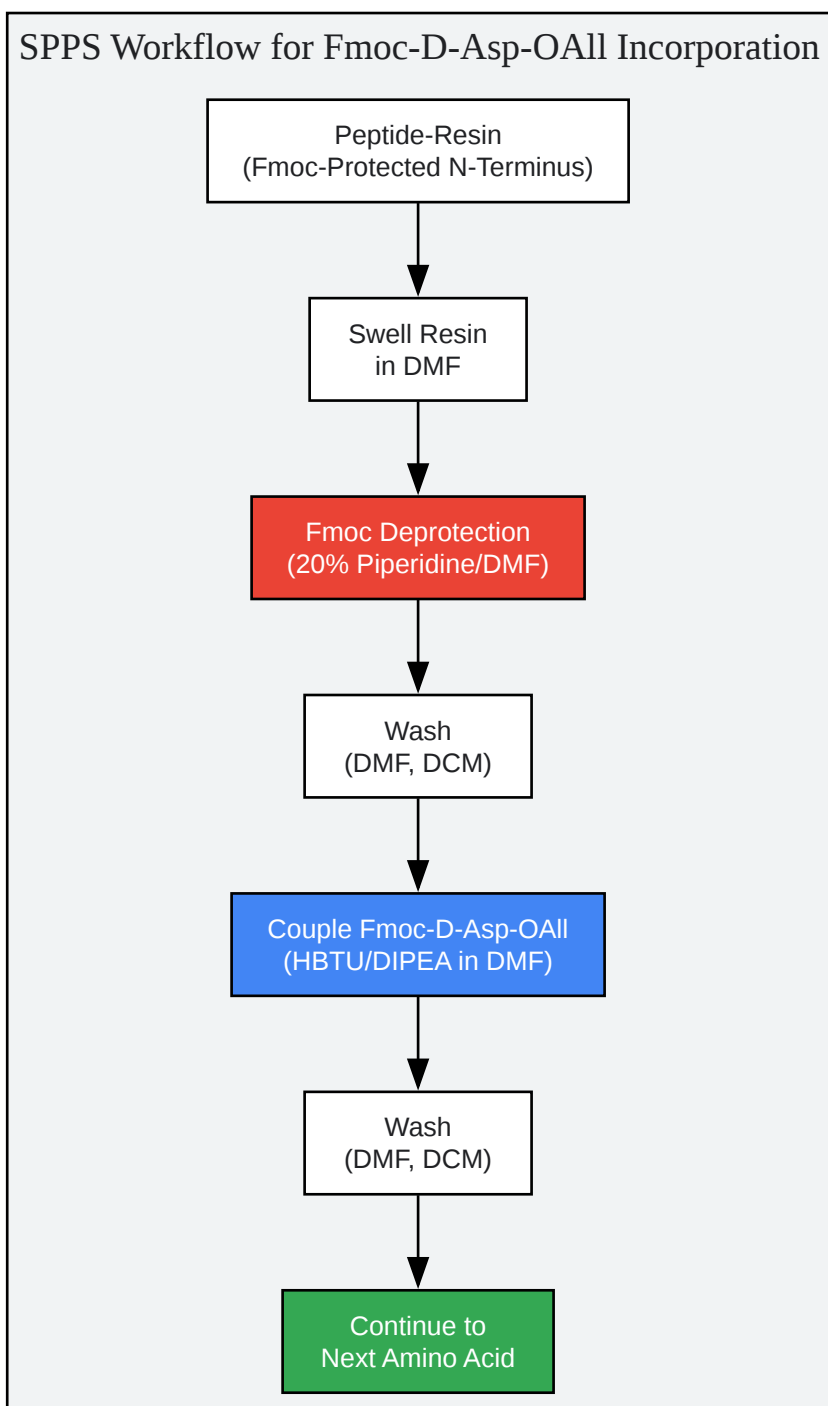 SPPS Workflow for Fmoc-D-Asp-OAll Incorporation
Peptide-Resin
(Fmoc-Protected N-Terminus)
Swell Resin
in DMF
Fmoc Deprotection
(20% Piperidine/DMF)
Wash
(DMF, DCM)
Couple Fmoc-D-Asp-OAll
(HBTU/DIPEA in DMF)
Wash
(DMF, DCM)
Continue to
Next Amino Acid